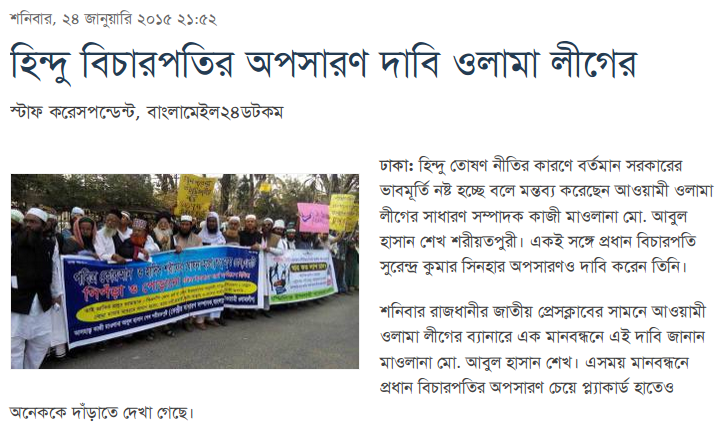 শনিবার, ২৪ জানুয়ারি ২০১৫ ২১:৫২
হিন্দু বিচারপতির অপসারণ দাবি ওলামা লীগের
স্টাফ করেসপন্ডেন্ট, বাংলামেইল২৪ডটকম
ঢাকা: হিন্দু তোষণ নীতির কারণে বর্তমান সরকারের
ভাবমূর্তি নষ্ট হচ্ছে বলে মন্তব্য করেছেন আওয়ামী ওলামা
লীগের সাধারণ সম্পাদক কাজী মাওলানা মো. আবুল
হাসান শেখ শরীয়তপুরী। একই সঙ্গে প্রধান বিচারপতি
সুরেন্দ্র কুমার সিনহার অপসারণও দাবি করেন তিনি।
শনিবার রাজধানীর জাতীয় প্রেসক্লাবের সামনে আওয়ামী
ওলামা লীগের ব্যানারে এক মানবন্ধনে এই দাবি জানান
মাওলানা মো. আবুল হাসান শেখ। এসময় মানবন্ধনে
প্রধান বিচারপতির অপসারণ চেয়ে প্ল্যাকার্ড হাতেও
অনেককে দাঁড়াতে দেখা গেছে।